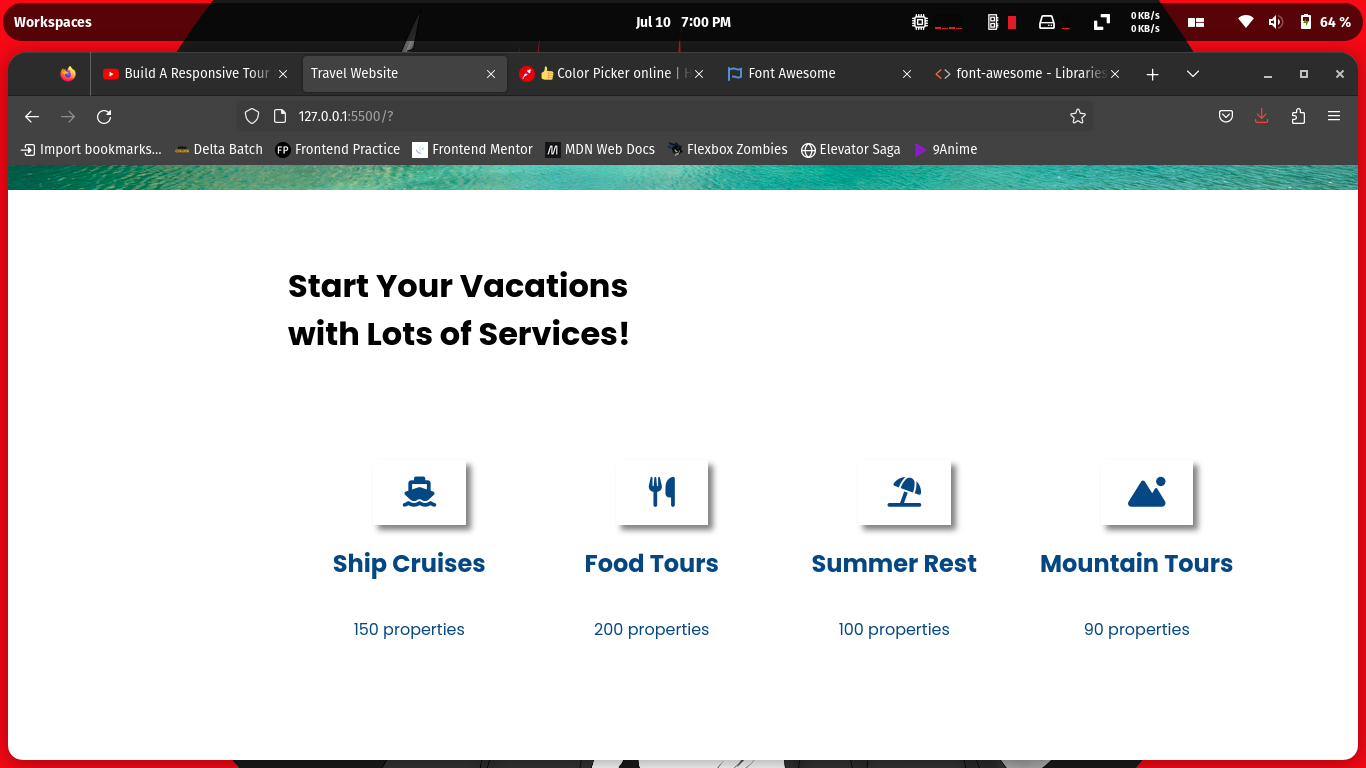 Workspaces
Jul 10 7:00 PM
0 KB/s
0 KB/s
64 %
Build A Responsive Tour
Travel Website
Color Picker online |
Font Awesome
font-awesome - Libraries
127.0.0.1:5500/?
Import bookmarks...
Delta Batch
FP Frontend Practice
Frontend Mentor
M MDN Web Docs
Flexbox Zombies
Elevator Saga
9Anime
Start Your Vacations
with Lots of Services!
Ship Cruises
Food Tours
Summer Rest
Mountain Tours
150 properties
200 properties
100 properties
90 properties